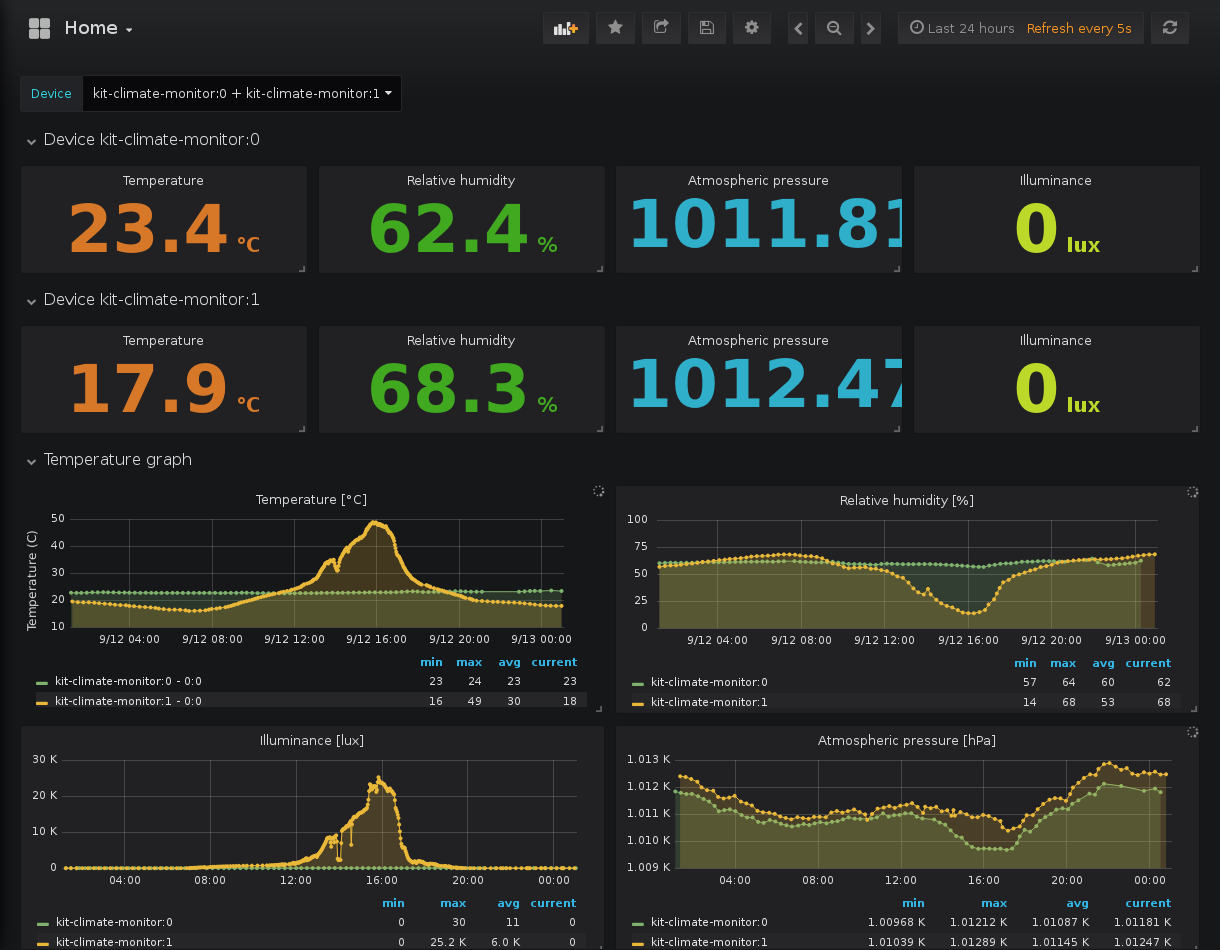 Home
Last 24 hours Refresh every 5s
Device kit-climate-monitor:0 + kit-climate-monitor:1
Device kit-climate-monitor:0
Temperature Relative humidity Atmospheric pressure Illuminance
23.4 °C 62.4 % 1011.81 0 lux
Device kit-climate-monitor:1
Temperature Relative humidity Atmospheric pressure Illuminance
17.9 °C 68.3 % 1012.47 0 lux
Temperature graph
Temperature [°C]
Temperature (C)
50
40
30
20
10
9/12 04:00 9/12 08:00 9/12 12:00 9/12 16:00 9/12 20:00 9/13 00:00
min max avg current
kit-climate-monitor:0 - 0:0 23 24 23 23
kit-climate-monitor:1 - 0:0 16 49 30 18
Relative humidity [%]
100
75
50
25
0
9/12 04:00 9/12 08:00 9/12 12:00 9/12 16:00 9/12 20:00 9/13 00:00
min max avg current
kit-climate-monitor:0 57 64 60 62
kit-climate-monitor:1 14 68 53 68
Illuminance [lux]
30 K
20 K
10 K
0
04:00 08:00 12:00 16:00 20:00 00:00
min max avg current
kit-climate-monitor:0 0 30 11 0
kit-climate-monitor:1 0 25.2 K 6.0 K 0
Atmospheric pressure [hPa]
1.013 K
1.012 K
1.011 K
1.010 K
1.009 K
04:00 08:00 12:00 16:00 20:00 00:00
min max avg current
kit-climate-monitor:0 1.00968 K 1.01212 K 1.01087 K 1.01181 K
kit-climate-monitor:1 1.01039 K 1.01289 K 1.01145 K 1.01247 K